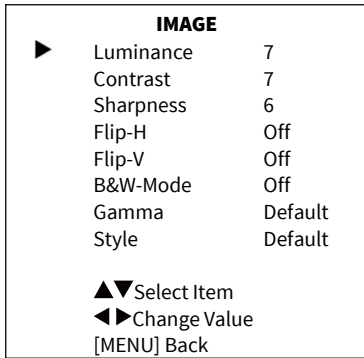 IMAGE
▶ Luminance 7
Contrast 7
Sharpness 6
Flip-H Off
Flip-V Off
B&W-Mode Off
Gamma Default
Style Default
▲▼Select Item
◀▶Change Value
[MENU] Back